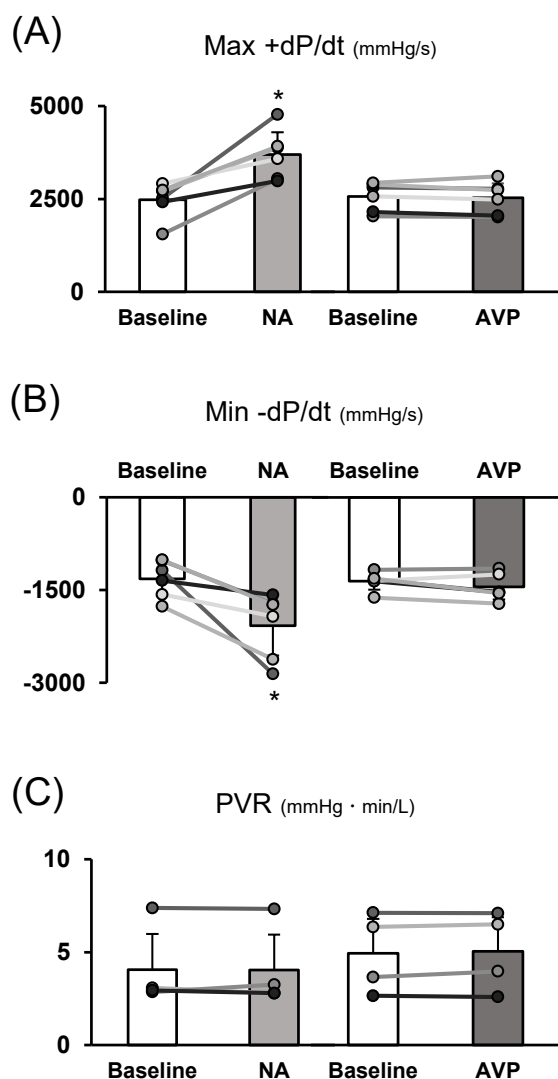 (A)
Max +dP/dt (mmHg/s)
*
5000
2500
0
Baseline NA Baseline AVP
(B)
Min -dP/dt (mmHg/s)
Baseline NA Baseline AVP
0
-1500
-3000
*
(C)
PVR (mmHg・min/L)
10
5
0
Baseline NA Baseline AVP